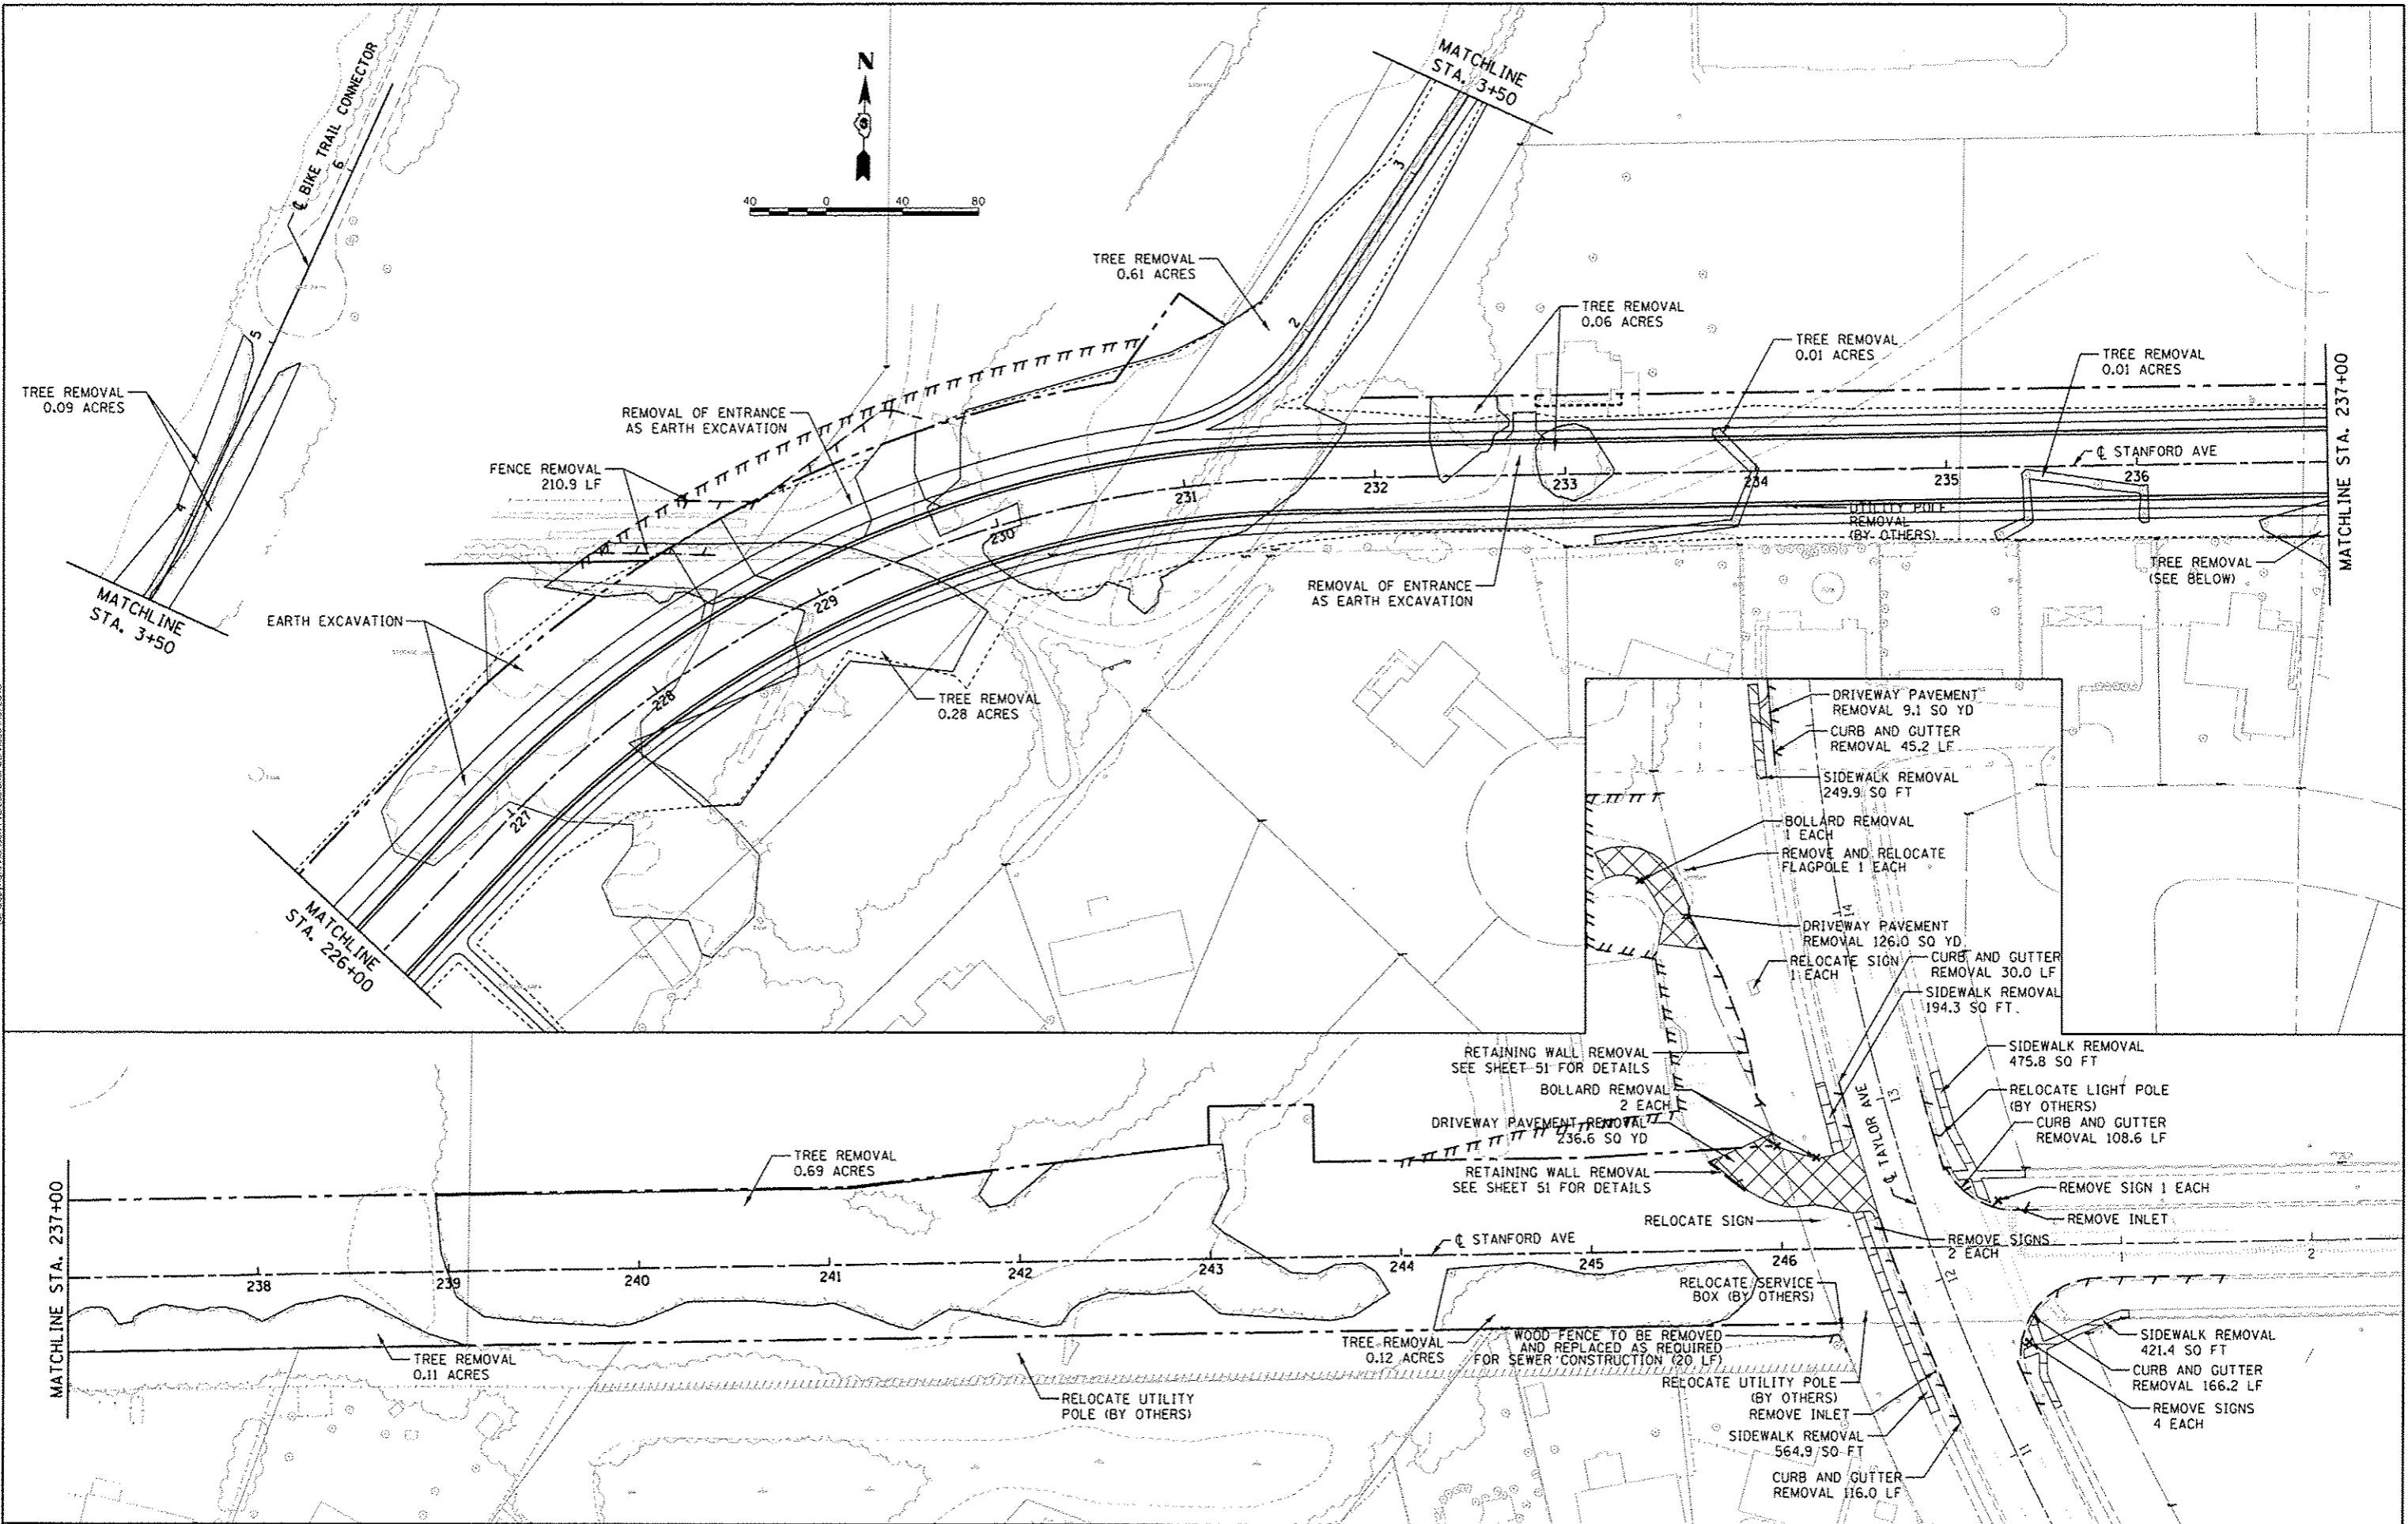 ℄ BIKE TRAIL CONNECTOR
6
5
4
TREE REMOVAL
0.09 ACRES
MATCHLINE
STA. 3+50
N
40 0 40 80
MATCHLINE
STA. 3+50
3
2
TREE REMOVAL
0.61 ACRES
TREE REMOVAL
0.06 ACRES
TREE REMOVAL
0.01 ACRES
TREE REMOVAL
0.01 ACRES
REMOVAL OF ENTRANCE
AS EARTH EXCAVATION
FENCE REMOVAL
210.9 LF
EARTH EXCAVATION
℄ STANFORD AVE
227
228
229
230
231
232
233
234
235
236
UTILITY POLE
REMOVAL
(BY OTHERS)
REMOVAL OF ENTRANCE
AS EARTH EXCAVATION
TREE REMOVAL
(SEE BELOW)
MATCHLINE STA. 237+00
TREE REMOVAL
0.28 ACRES
MATCHLINE
STA. 226+00
DRIVEWAY PAVEMENT
REMOVAL 9.1 SQ YD
CURB AND GUTTER
REMOVAL 45.2 LF
SIDEWALK REMOVAL
249.9 SQ FT
BOLLARD REMOVAL
1 EACH
REMOVE AND RELOCATE
FLAGPOLE 1 EACH
14
DRIVEWAY PAVEMENT
REMOVAL 126.0 SQ YD
RELOCATE SIGN
1 EACH
CURB AND GUTTER
REMOVAL 30.0 LF
SIDEWALK REMOVAL
194.3 SQ FT.
RETAINING WALL REMOVAL
SEE SHEET 51 FOR DETAILS
BOLLARD REMOVAL
2 EACH
DRIVEWAY PAVEMENT REMOVAL
236.6 SQ YD
RETAINING WALL REMOVAL
SEE SHEET 51 FOR DETAILS
RELOCATE SIGN
℄ TAYLOR AVE
13
12
11
SIDEWALK REMOVAL
475.8 SQ FT
RELOCATE LIGHT POLE
(BY OTHERS)
CURB AND GUTTER
REMOVAL 108.6 LF
REMOVE SIGN 1 EACH
REMOVE INLET
REMOVE SIGNS
2 EACH
1
2
MATCHLINE STA. 237+00
TREE REMOVAL
0.69 ACRES
℄ STANFORD AVE
238
239
240
241
242
243
244
245
246
RELOCATE SERVICE
BOX (BY OTHERS)
TREE REMOVAL
0.11 ACRES
RELOCATE UTILITY
POLE (BY OTHERS)
TREE REMOVAL
0.12 ACRES
WOOD FENCE TO BE REMOVED
AND REPLACED AS REQUIRED
FOR SEWER CONSTRUCTION (20 LF)
RELOCATE UTILITY POLE
(BY OTHERS)
REMOVE INLET
SIDEWALK REMOVAL
564.9 SQ FT
CURB AND GUTTER
REMOVAL 116.0 LF
SIDEWALK REMOVAL
421.4 SQ FT
CURB AND GUTTER
REMOVAL 166.2 LF
REMOVE SIGNS
4 EACH